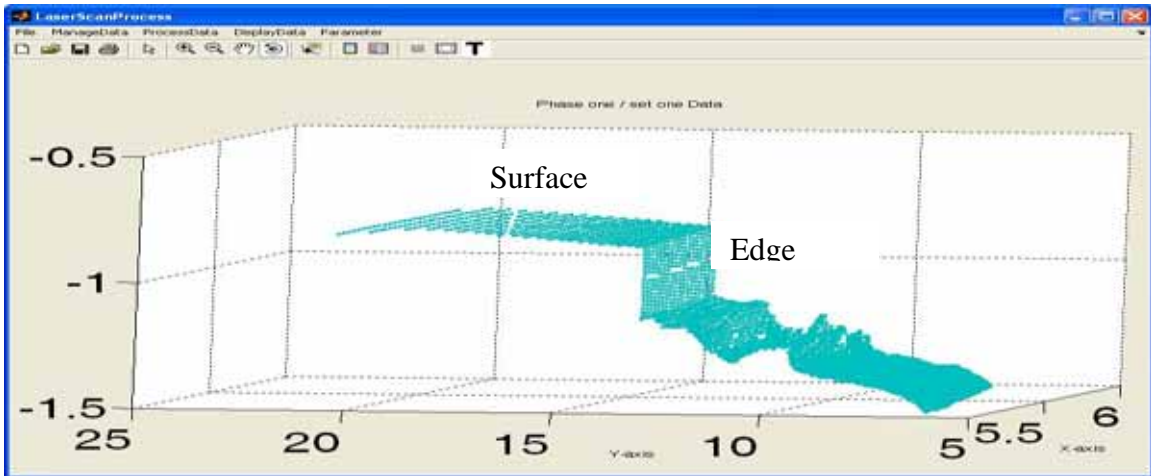 LaserScanProcess
File ManageData ProcessData DisplayData Parameter
T
Phase one / set one Data
-0.5
Surface
Edge
-1
-1.5
25 20 15 10 5 5.5 6
Y-axis X-axis